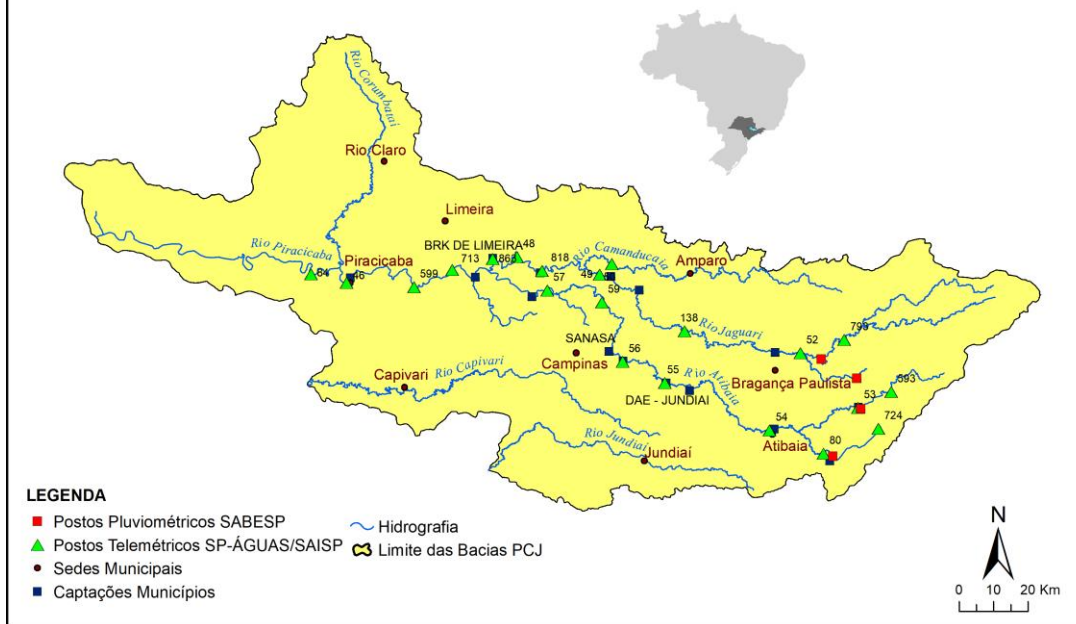 Rio Corumbataí
Rio Claro
Limeira
BRK DE LIMEIRA
48
Rio Piracicaba
Piracicaba
713
818
Rio Camanducaia
Amparo
84
46
599
57
49
59
138
Rio Jaguari
52
SANASA
56
Campinas
Capivari
Rio Capivari
55
Rio Atibaia
Bragança Paulista
593
53
DAE - JUNDIAI
54
724
Atibaia
80
Rio Jundiaí
Jundiaí
LEGENDA
Postos Pluviométricos SABESP
Postos Telemétricos SP-ÁGUAS/SAISP
Sedes Municipais
Captações Municípios
Hidrografia
Limite das Bacias PCJ
N
0 10 20 Km